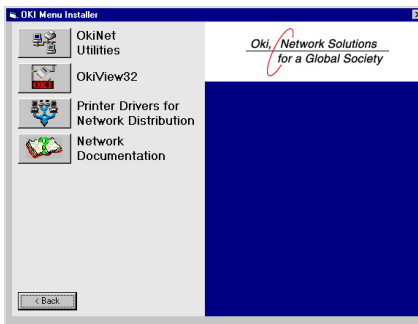 OKI Menu Installer
OkiNet
Utilities
OKI
OkiView32
Printer Drivers for
Network Distribution
Network
Documentation
< Back
Oki, Network Solutions
for a Global Society